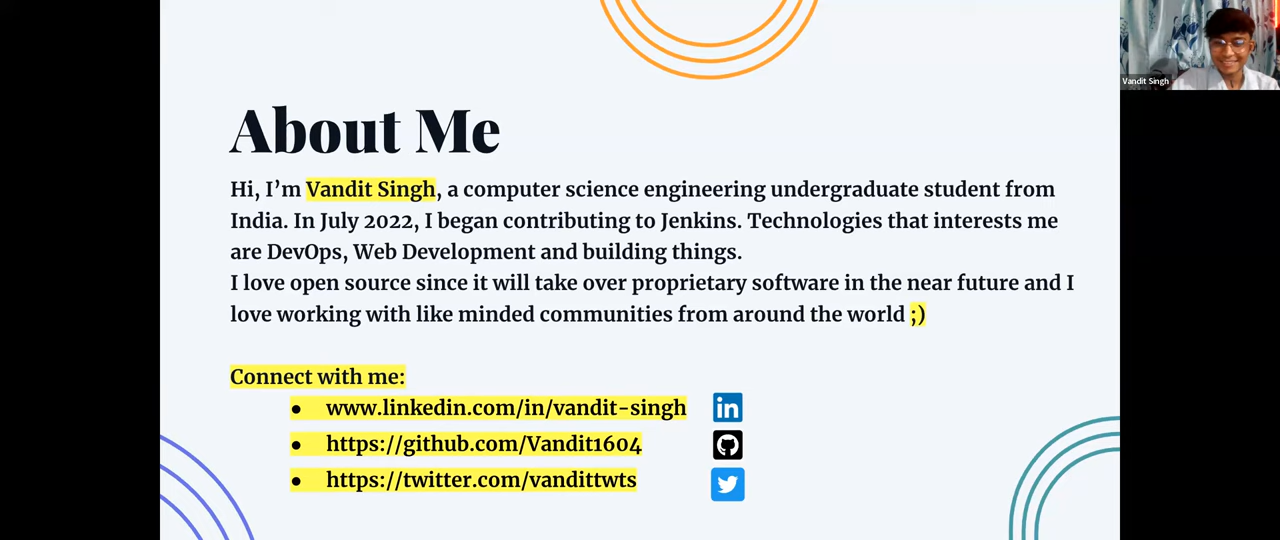 Vandit Singh
About Me
Hi, I’m Vandit Singh, a computer science engineering undergraduate student from
India. In July 2022, I began contributing to Jenkins. Technologies that interests me
are DevOps, Web Development and building things.
I love open source since it will take over proprietary software in the near future and I
love working with like minded communities from around the world ;)
Connect with me:
● www.linkedin.com/in/vandit-singh
in
● https://github.com/Vandit1604
● https://twitter.com/vandittwts